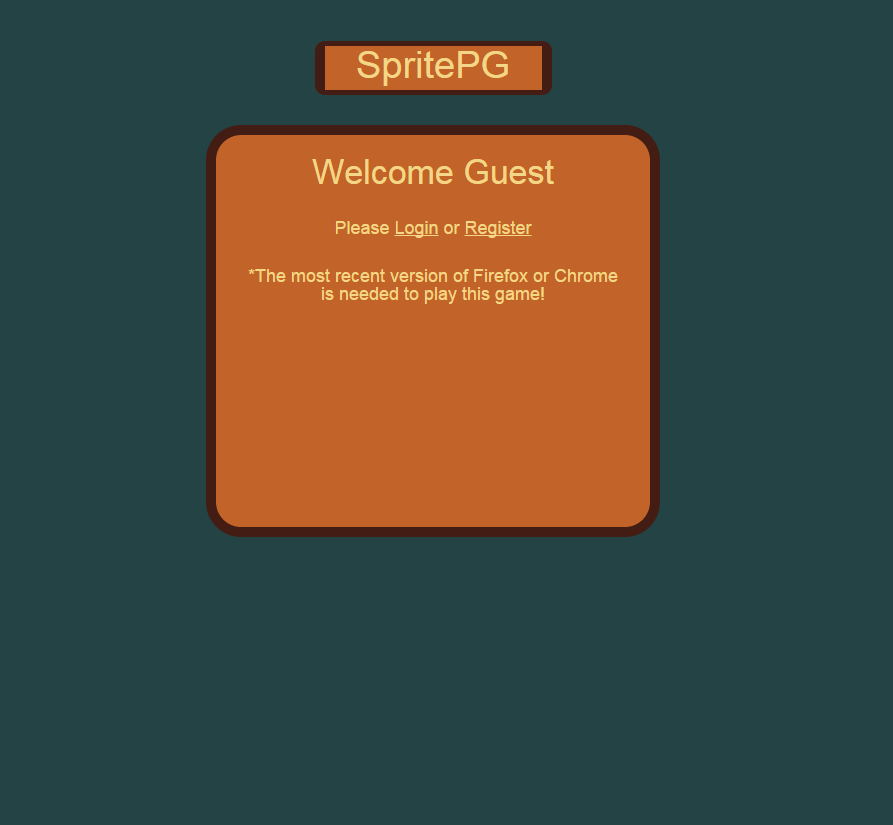 SpritePG
Welcome Guest
Please Login or Register
*The most recent version of Firefox or Chrome
is needed to play this game!